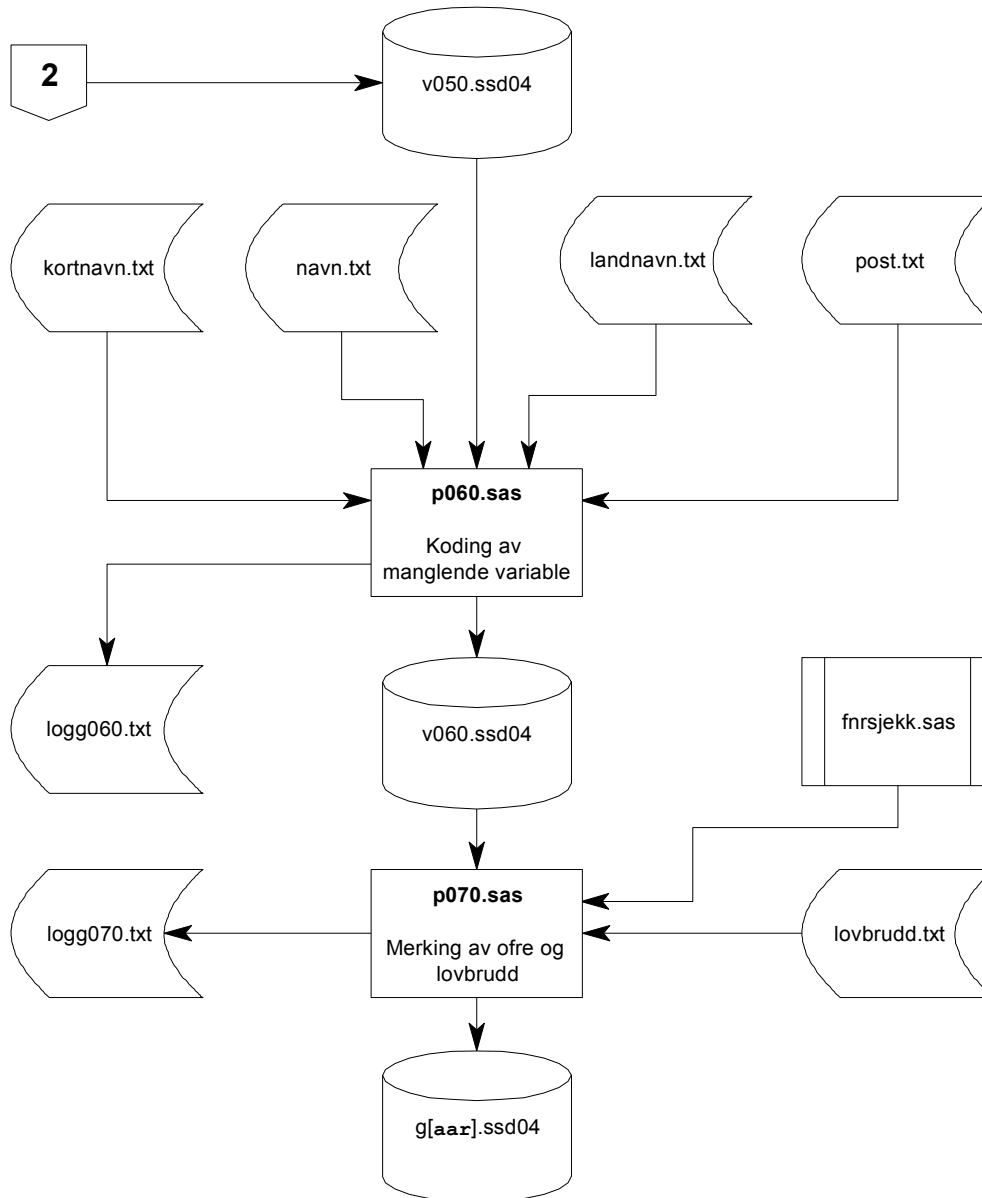 2
v050.ssd04
kortnavn.txt
navn.txt
landnavn.txt
post.txt
p060.sas
Koding av
manglende variable
logg060.txt
v060.ssd04
fnrsjekk.sas
p070.sas
Merking av ofre og
lovbrudd
logg070.txt
lovbrudd.txt
g[aar].ssd04